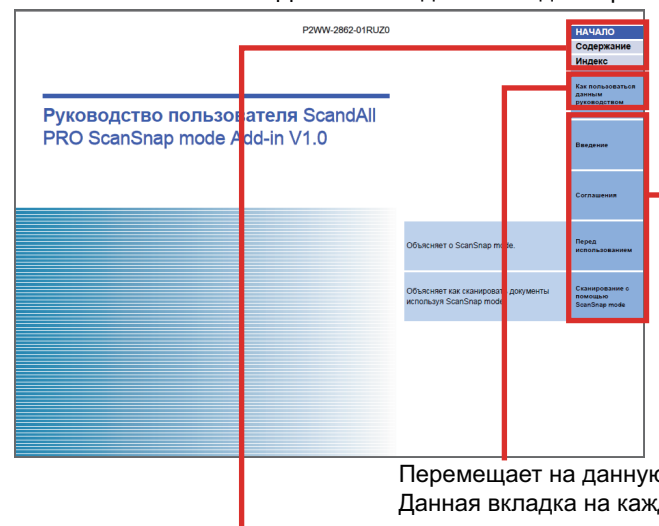 P2WW-2862-01RUZ0
НАЧАЛО
Содержание
Индекс
Как пользоваться
данным
руководством
Руководство пользователя ScandAll
PRO ScanSnap mode Add-in V1.0
Введение
Соглашения
Объясняет о ScanSnap mode.
Перед
использованием
Объясняет как сканировать документы
используя ScanSnap mode
Сканирование с
помощью
ScanSnap mode
Перемещает на данную
Данная вкладка на